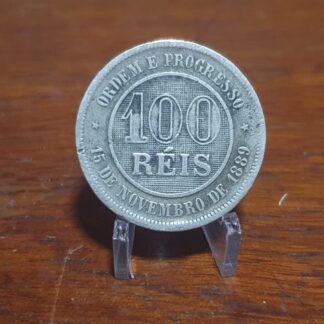 ORDEM E PROGRESSO
100
RÉIS
15 DE NOVEMBRO DE 1889